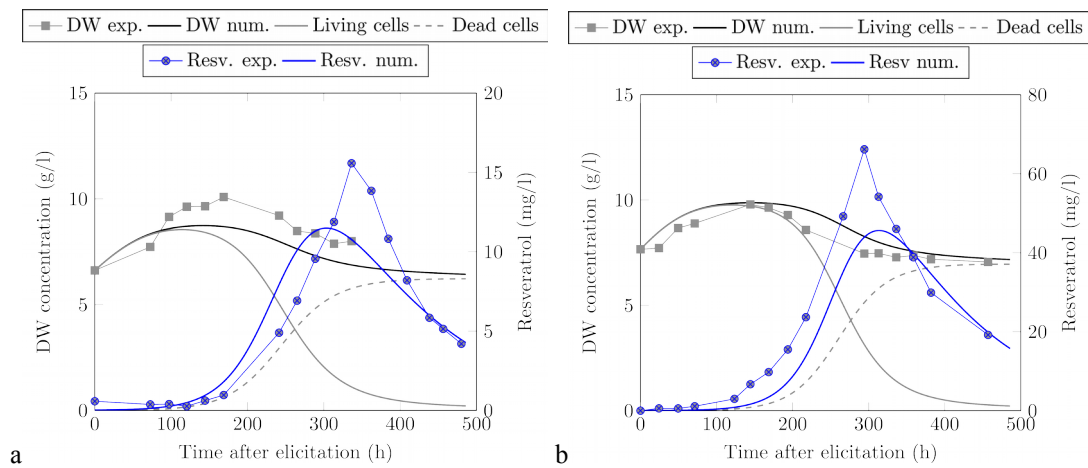 DW exp. DW num. Living cells Dead cells
Resv. exp. Resv. num.
15
10
5
0
DW concentration (g/l)
20
15
10
5
0
Resveratrol (mg/l)
0 100 200 300 400 500
Time after elicitation (h)
a
DW exp. DW num. Living cells Dead cells
Resv. exp. Resv num.
15
10
5
0
DW concentration (g/l)
80
60
40
20
0
Resveratrol (mg/l)
0 100 200 300 400 500
Time after elicitation (h)
b